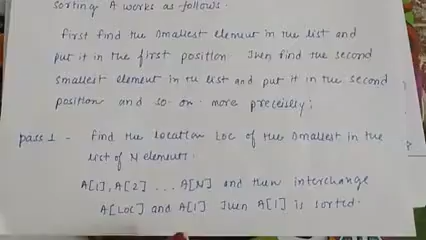 sorting A works as follows.
first find the smallest element in the list and
put it in the first position. Then find the second
smallest element in the list and put it in the second
position and so on. more precisely;
pass 1 - Find the location LOC of the smallest in the
list of N elements.
A[1], A[2] ... A[N] and then interchange
A[LOC] and A[1] Then A[1] is sorted.